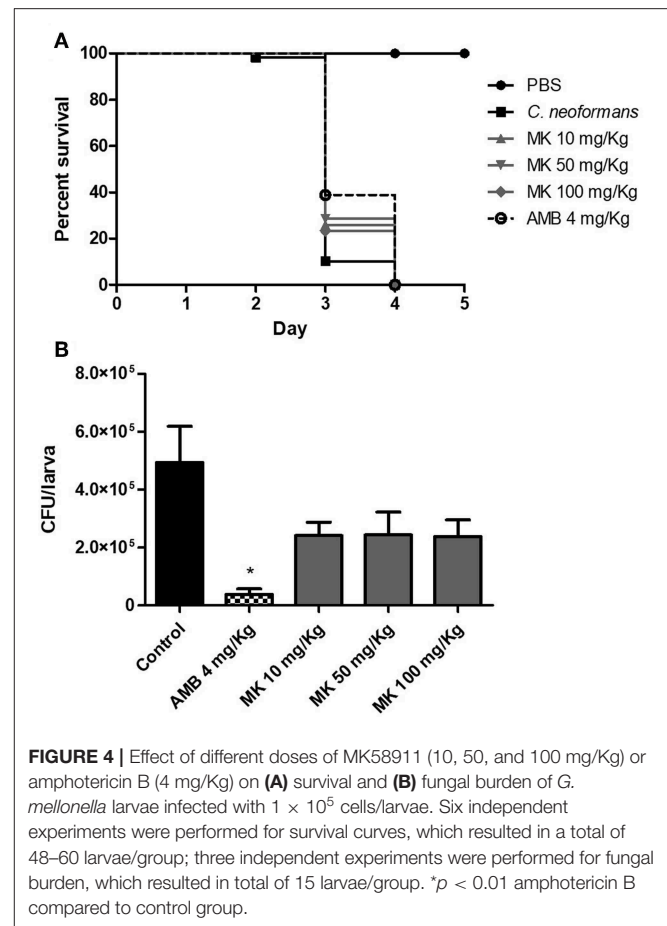 A
100
80
60
40
20
0
Percent survival
0 1 2 3 4 5
Day
PBS
C. neoformans
MK 10 mg/Kg
MK 50 mg/Kg
MK 100 mg/Kg
AMB 4 mg/Kg
B
8.0×10⁵
6.0×10⁵
4.0×10⁵
2.0×10⁵
0
CFU/larva
*
Control
AMB 4 mg/Kg
MK 10 mg/Kg
MK 50 mg/Kg
MK 100 mg/Kg
FIGURE 4 | Effect of different doses of MK58911 (10, 50, and 100 mg/Kg) or
amphotericin B (4 mg/Kg) on (A) survival and (B) fungal burden of G.
mellonella larvae infected with 1 × 10⁵ cells/larvae. Six independent
experiments were performed for survival curves, which resulted in a total of
48–60 larvae/group; three independent experiments were performed for fungal
burden, which resulted in total of 15 larvae/group. *p < 0.01 amphotericin B
compared to control group.